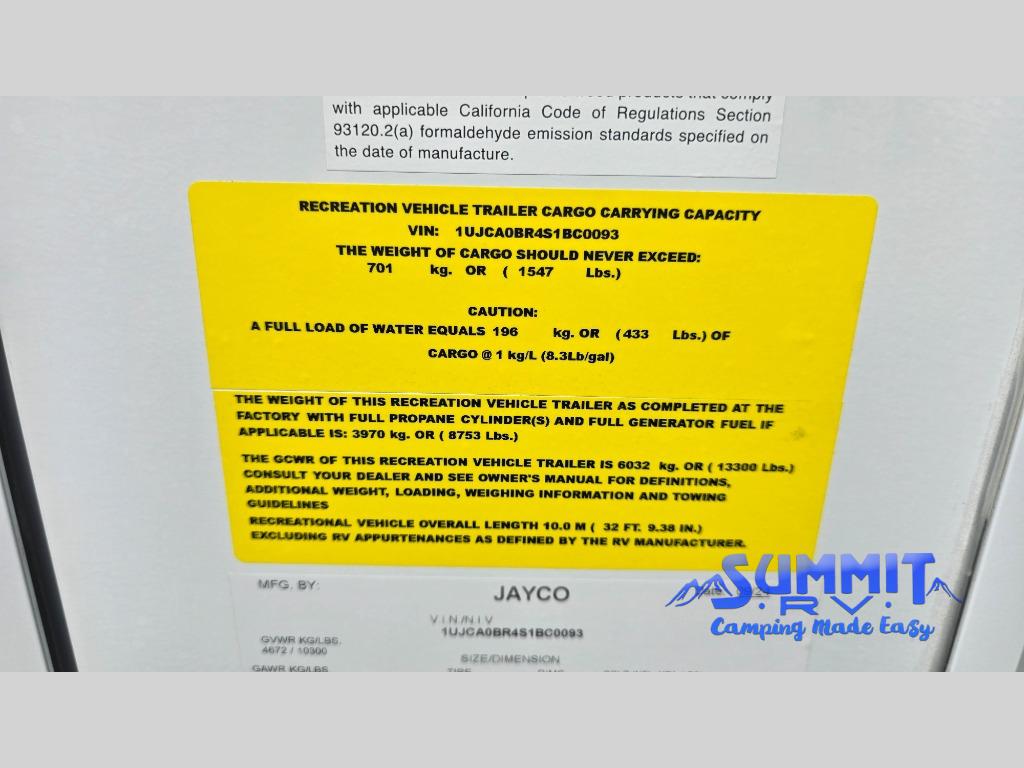 with applicable California Code of Regulations Section
93120.2(a) formaldehyde emission standards specified on
the date of manufacture.
RECREATION VEHICLE TRAILER CARGO CARRYING CAPACITY
VIN: 1UJCA0BR4S1BC0093
THE WEIGHT OF CARGO SHOULD NEVER EXCEED:
701 kg. OR ( 1547 Lbs.)
CAUTION:
A FULL LOAD OF WATER EQUALS 196 kg. OR (433 Lbs.) OF
CARGO @ 1 kg/L (8.3Lb/gal)
THE WEIGHT OF THIS RECREATION VEHICLE TRAILER AS COMPLETED AT THE
FACTORY WITH FULL PROPANE CYLINDER(S) AND FULL GENERATOR FUEL IF
APPLICABLE IS: 3970 kg. OR ( 8753 Lbs.)
THE GCWR OF THIS RECREATION VEHICLE TRAILER IS 6032 kg. OR ( 13300 Lbs.)
CONSULT YOUR DEALER AND SEE OWNER'S MANUAL FOR DEFINITIONS,
ADDITIONAL WEIGHT, LOADING, WEIGHING INFORMATION AND TOWING
GUIDELINES
RECREATIONAL VEHICLE OVERALL LENGTH 10.0 M ( 32 FT. 9.38 IN.)
EXCLUDING RV APPURTENANCES AS DEFINED BY THE RV MANUFACTURER.
MFG. BY: JAYCO
VIN/NIV
1UJCA0BR4S1BC0093
GVWR KG/LBS.
4672 / 10300
SIZE/DIMENSION
GAWR KG/LBS
SUMMIT
R.V.
Camping Made Easy